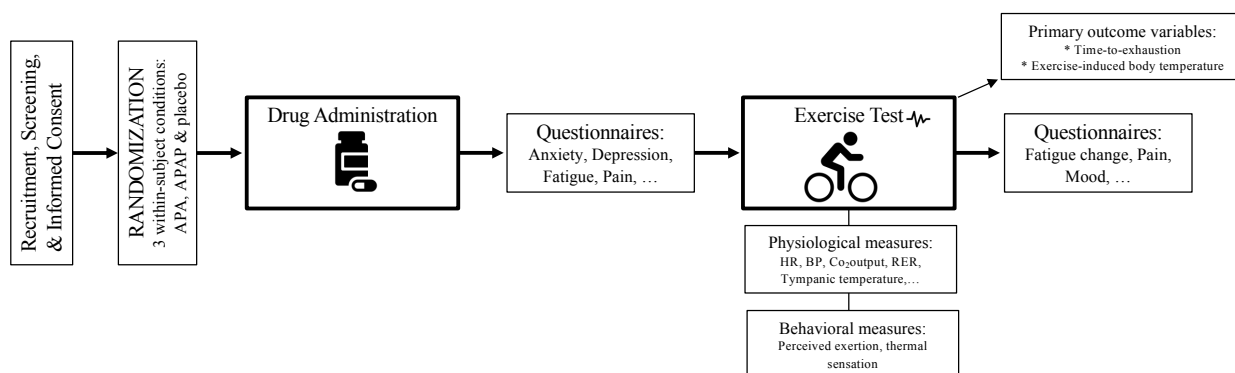 Recruitment, Screening,
& Informed Consent
RANDOMIZATION
3 within-subject conditions:
APA, APAP & placebo
Drug Administration
Questionnaires:
Anxiety, Depression,
Fatigue, Pain, …
Exercise Test
Primary outcome variables:
* Time-to-exhaustion
* Exercise-induced body temperature
Questionnaires:
Fatigue change, Pain,
Mood, …
Physiological measures:
HR, BP, Co₂output, RER,
Tympanic temperature,…
Behavioral measures:
Perceived exertion, thermal
sensation